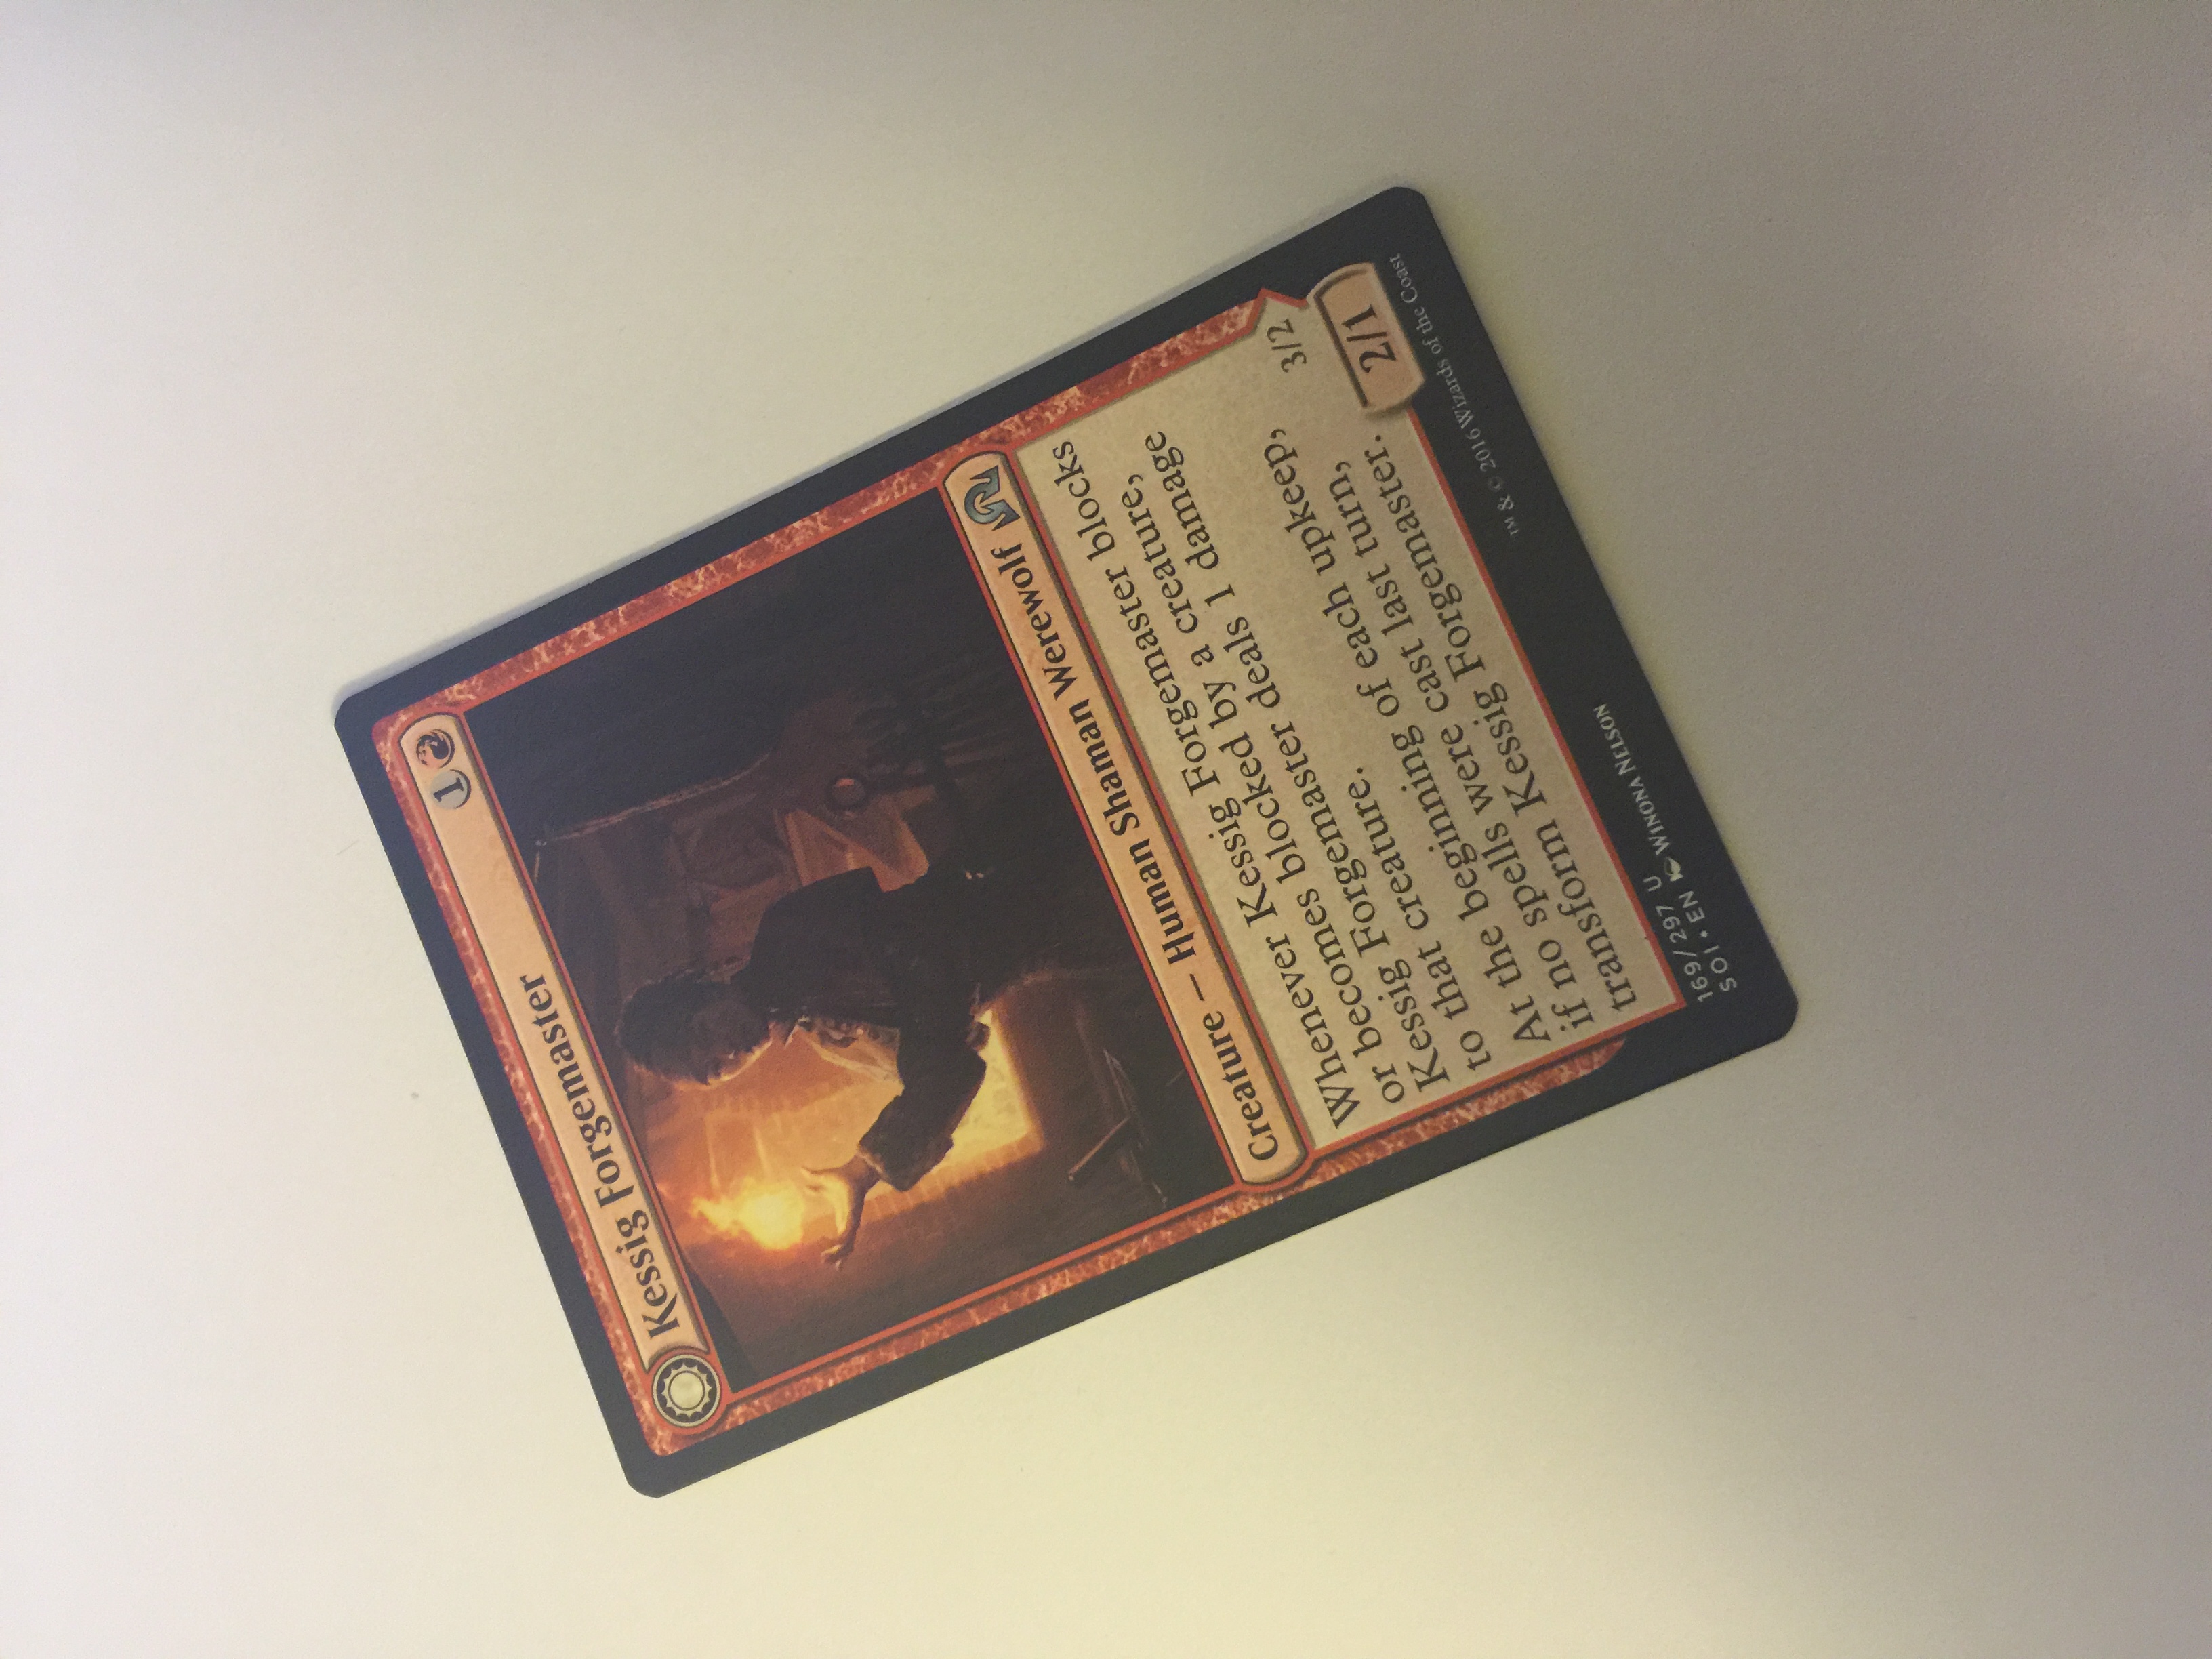 Kessig Forgemaster 1
Creature — Human Shaman Werewolf
Whenever Kessig Forgemaster blocks
or becomes blocked by a creature,
Kessig Forgemaster deals 1 damage
to that creature.
At the beginning of each upkeep,
if no spells were cast last turn,
transform Kessig Forgemaster.
3/2
2/1
169/297 U
SOI • EN Winona Nelson
™ & © 2016 Wizards of the Coast